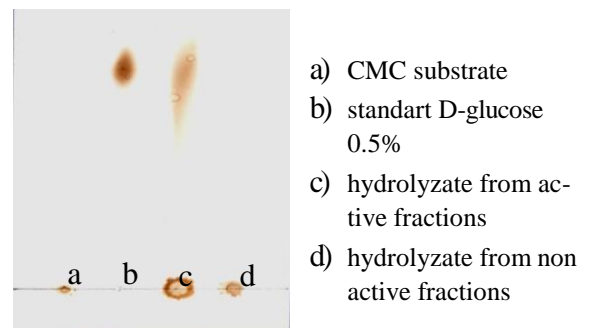 a) CMC substrate
b) standart D-glucose
0.5%
c) hydrolyzate from ac-
tive fractions
d) hydrolyzate from non
active fractions
a b c d